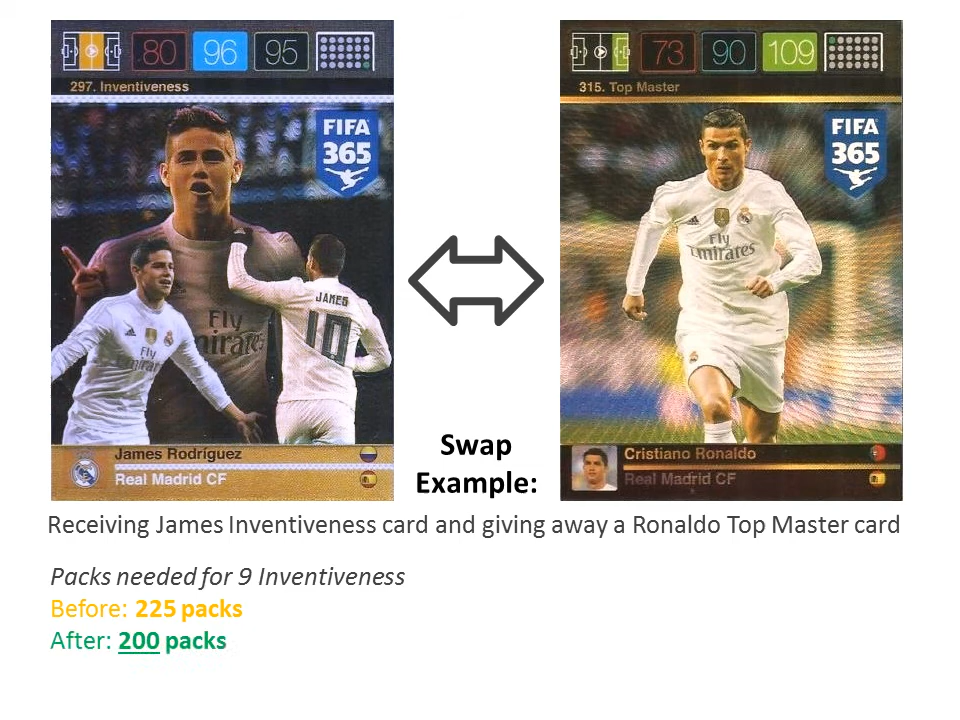 80 96 95
297. Inventiveness
FIFA
365
Fly
Emirates
JAMES
10
Fly
James Rodríguez
Real Madrid CF
73 90 109
315. Top Master
FIFA
365
Fly
Emirates
Cristiano Ronaldo
Real Madrid CF
Swap
Example:
Receiving James Inventiveness card and giving away a Ronaldo Top Master card
Packs needed for 9 Inventiveness
Before: 225 packs
After: 200 packs